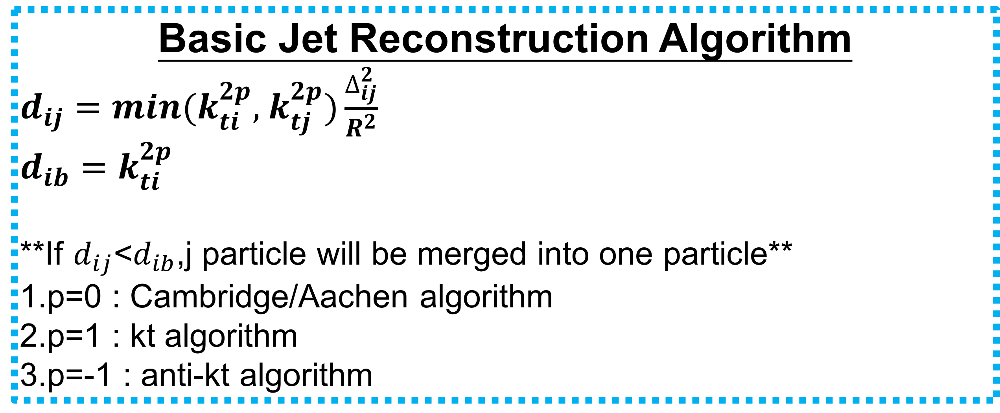 Basic Jet Reconstruction Algorithm
$d_{ij} = min(k_{ti}^{2p}, k_{tj}^{2p}) \frac{\Delta_{ij}^{2}}{R^{2}}$
$d_{ib} = k_{ti}^{2p}$
**If $d_{ij}$<$d_{ib}$,j particle will be merged into one particle**
1.p=0 : Cambridge/Aachen algorithm
2.p=1 : kt algorithm
3.p=-1 : anti-kt algorithm